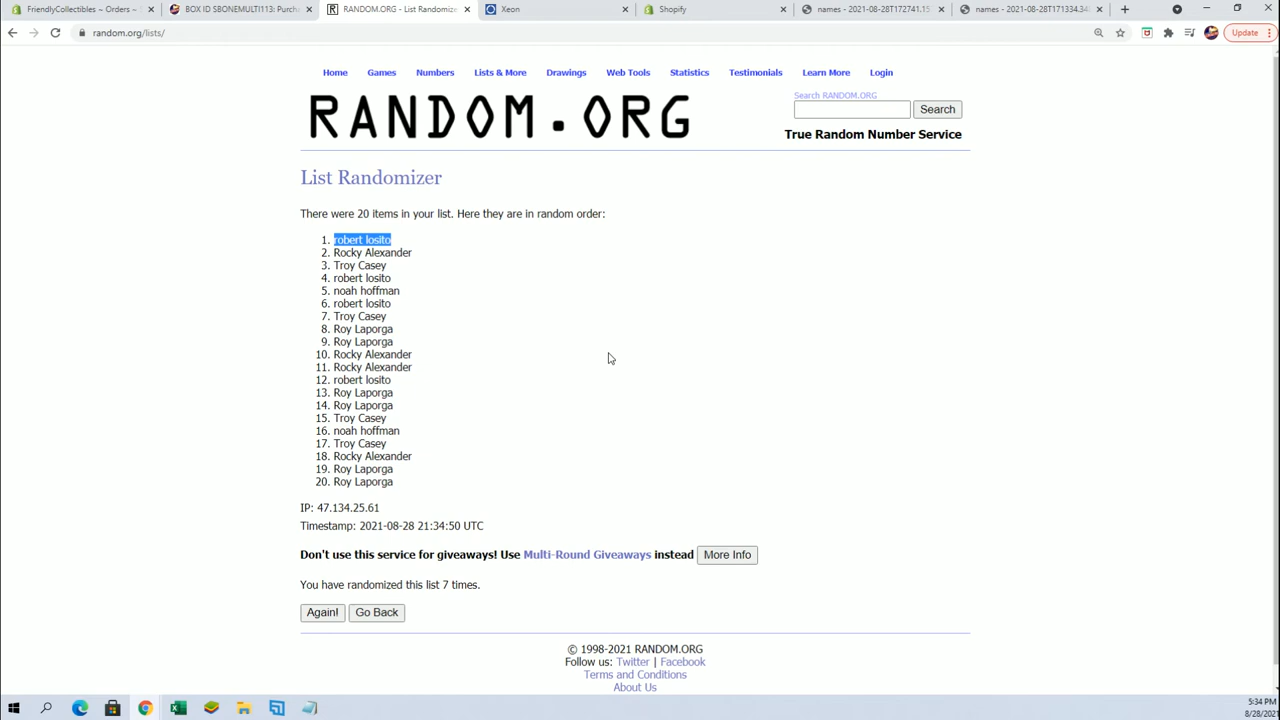 FriendlyCollectibles ~ Orders ~ S
BOX ID SBONEMULTI113: Purcha
RANDOM.ORG - List Randomizer
Xeon
Shopify
names - 2021-08-28T172741.15
names - 2021-08-28T171334.34
random.org/lists/
Update
Home
Games
Numbers
Lists & More
Drawings
Web Tools
Statistics
Testimonials
Learn More
Login
RANDOM.ORG
Search RANDOM.ORG
Search
True Random Number Service
List Randomizer
There were 20 items in your list. Here they are in random order:
1. robert losito
2. Rocky Alexander
3. Troy Casey
4. robert losito
5. noah hoffman
6. robert losito
7. Troy Casey
8. Roy Laporga
9. Roy Laporga
10. Rocky Alexander
11. Rocky Alexander
12. robert losito
13. Roy Laporga
14. Roy Laporga
15. Troy Casey
16. noah hoffman
17. Troy Casey
18. Rocky Alexander
19. Roy Laporga
20. Roy Laporga
IP: 47.134.25.61
Timestamp: 2021-08-28 21:34:50 UTC
Don't use this service for giveaways! Use Multi-Round Giveaways instead More Info
You have randomized this list 7 times.
Again! Go Back
© 1998-2021 RANDOM.ORG
Follow us: Twitter | Facebook
Terms and Conditions
About Us
5:34 PM
8/28/2021